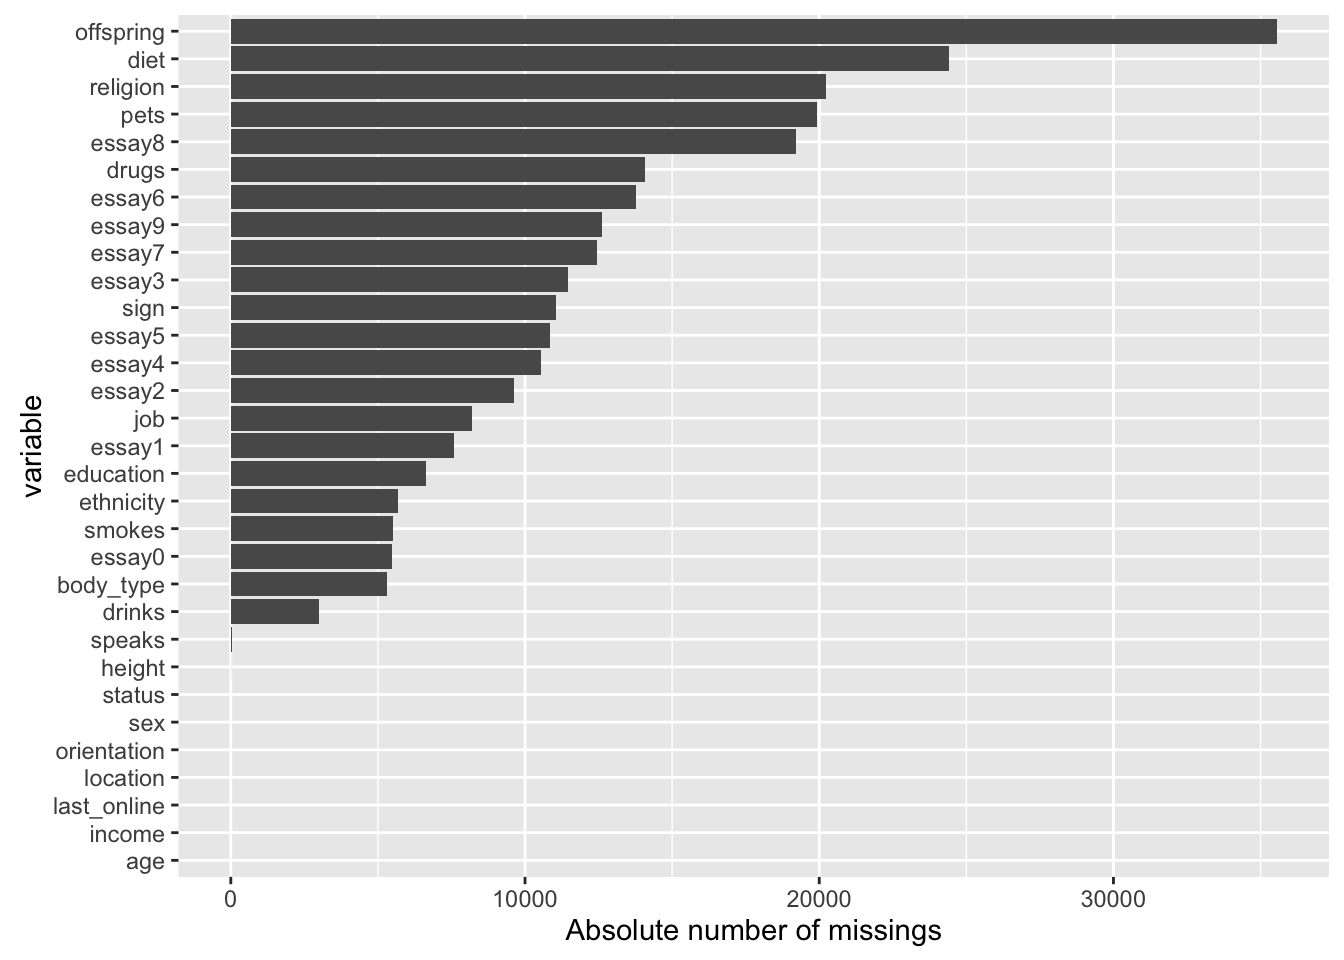 offspring
diet
religion
pets
essay8
drugs
essay6
essay9
essay7
essay3
sign
essay5
essay4
essay2
job
essay1
education
ethnicity
smokes
essay0
body_type
drinks
speaks
height
status
sex
orientation
location
last_online
income
age
variable
0 10000 20000 30000
Absolute number of missings